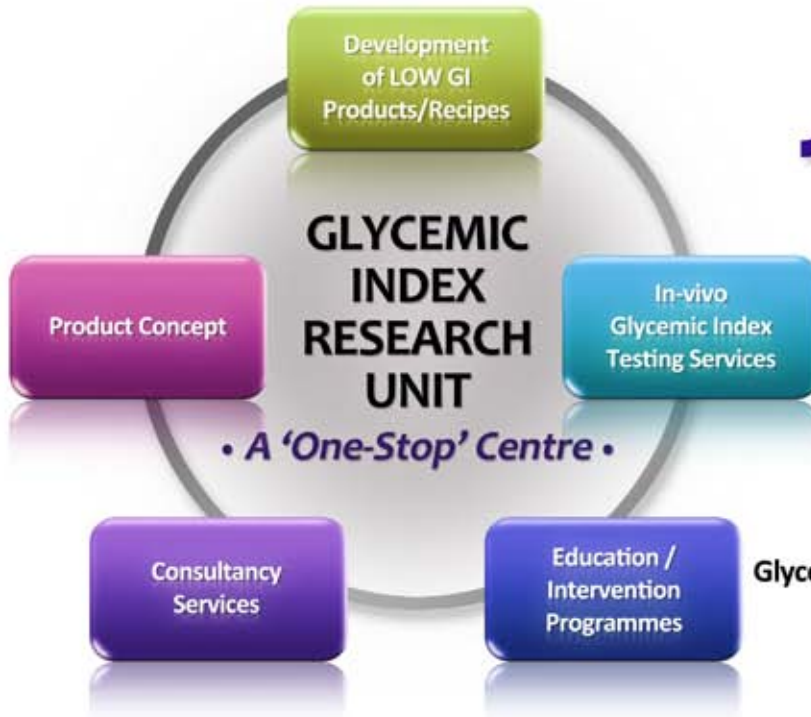 Development
of LOW GI
Products/Recipes
GLYCEMIC
INDEX
RESEARCH
UNIT
• A ‘One-Stop’ Centre •
Product Concept
In-vivo
Glycemic Index
Testing Services
Consultancy
Services
Education /
Intervention
Programmes